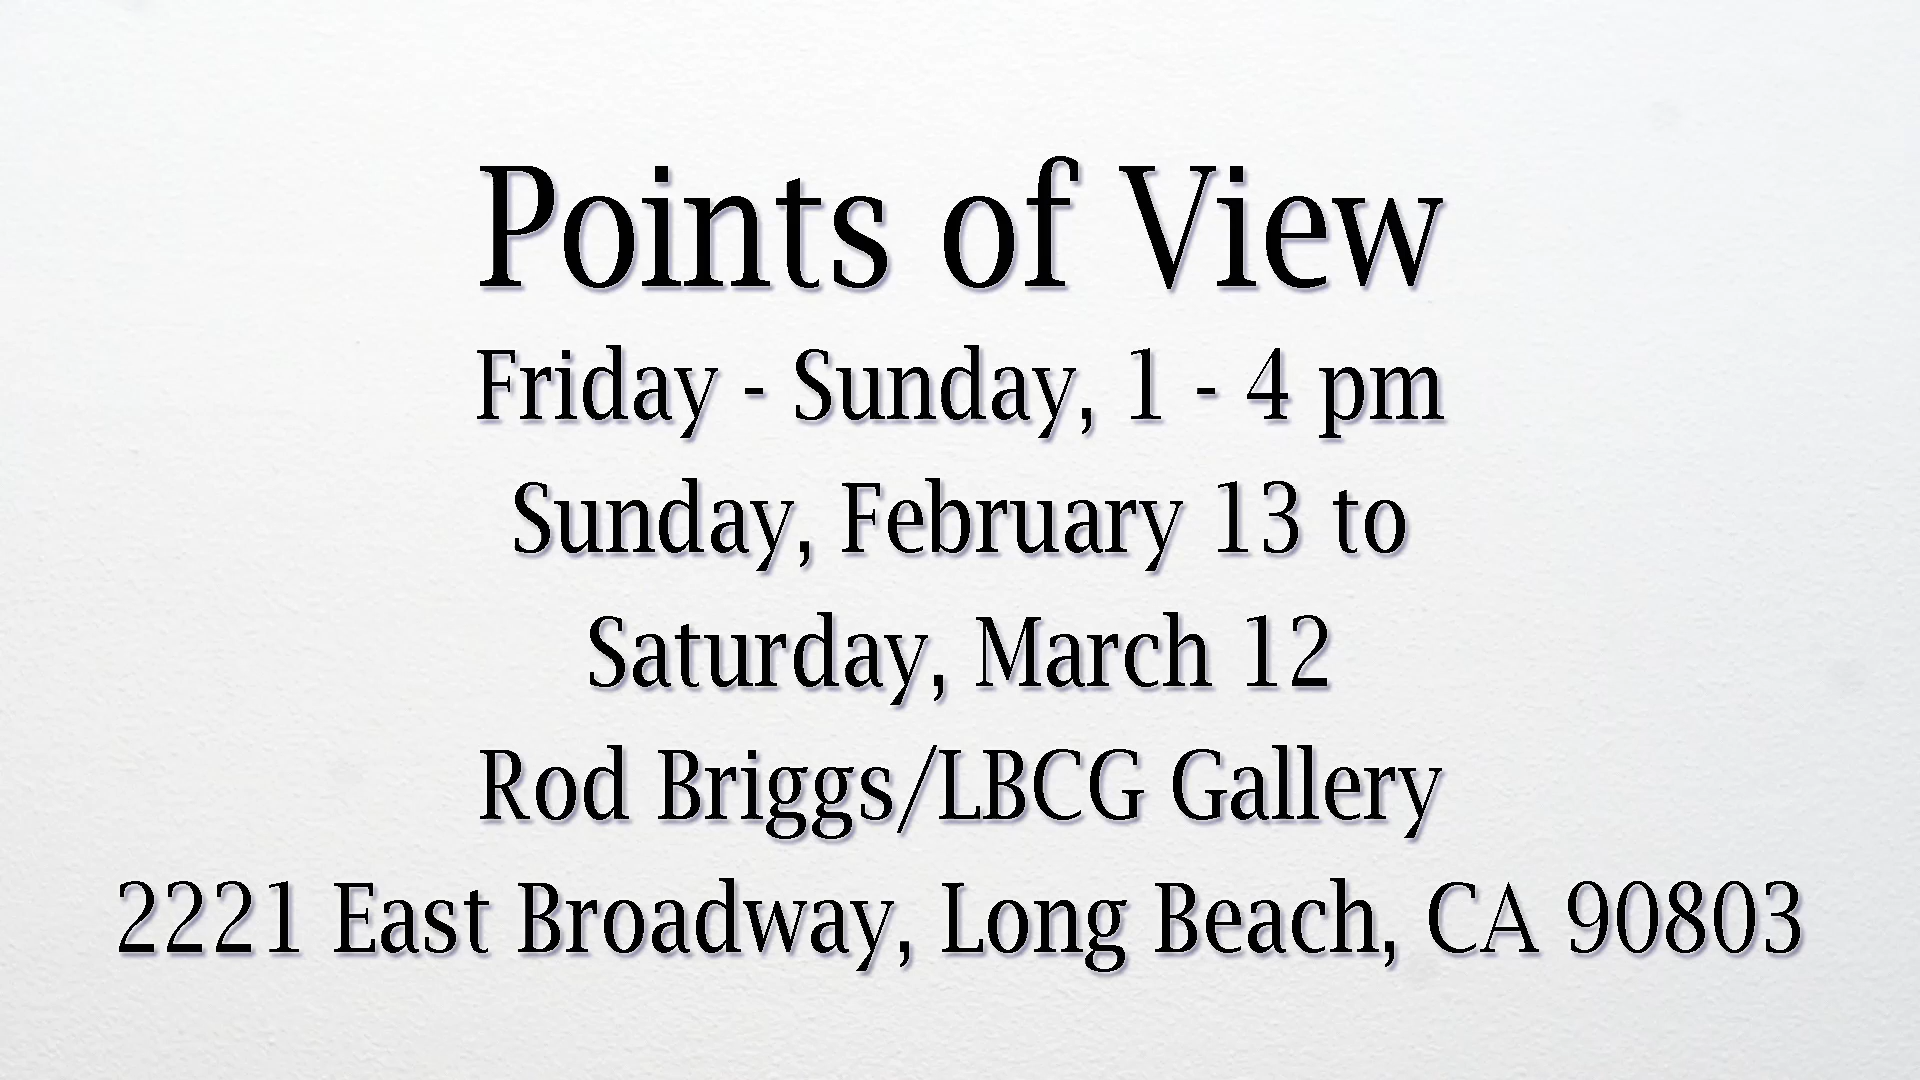 Points of View
Friday - Sunday, 1 - 4 pm
Sunday, February 13 to
Saturday, March 12
Rod Briggs/LBCG Gallery
2221 East Broadway, Long Beach, CA 90803